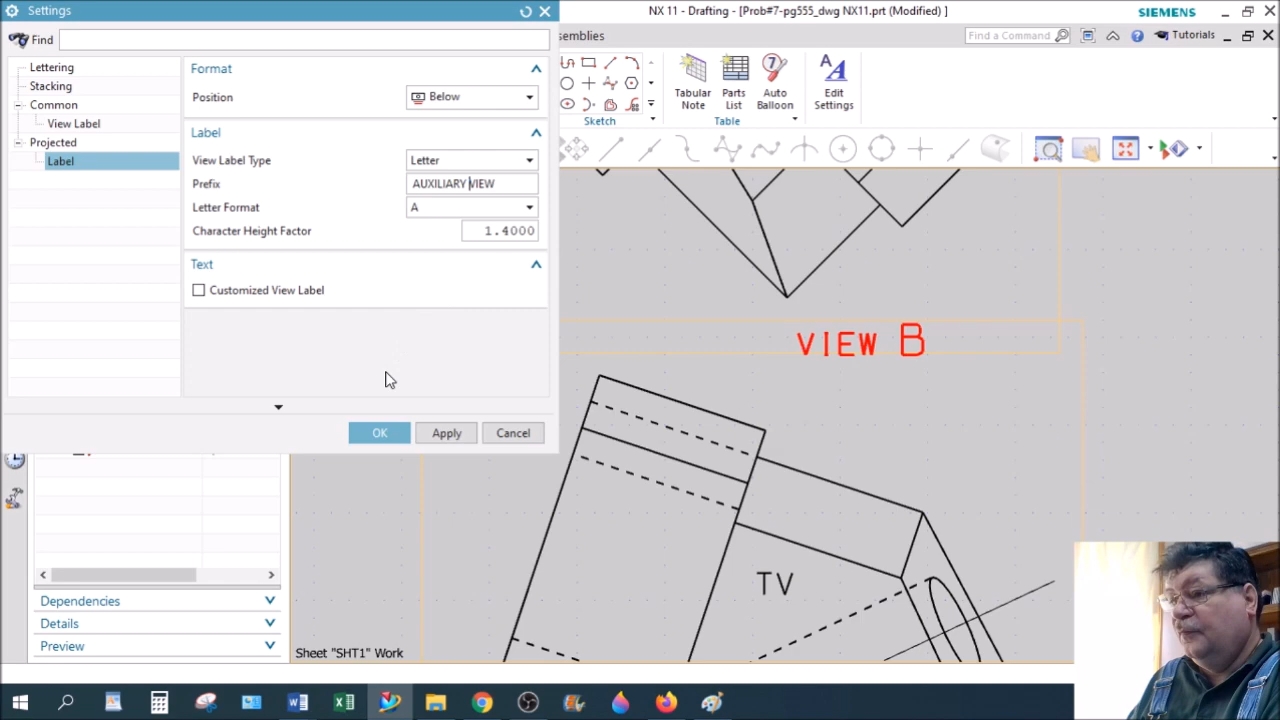 Settings
NX 11 - Drafting - [Prob#7-pg555_dwg NX11.prt (Modified) ]
SIEMENS
Find
semblies
Find a Command
Tutorials
Lettering
Stacking
Common
View Label
Projected
Label
Format
Position
Below
Label
View Label Type
Letter
Prefix
AUXILIARY VIEW
Letter Format
A
Character Height Factor
1.4000
Text
Customized View Label
OK
Apply
Cancel
Tabular
Note
Parts
List
Auto
Balloon
Edit
Settings
Sketch
Table
VIEW B
TV
Dependencies
Details
Preview
Sheet "SHT1" Work